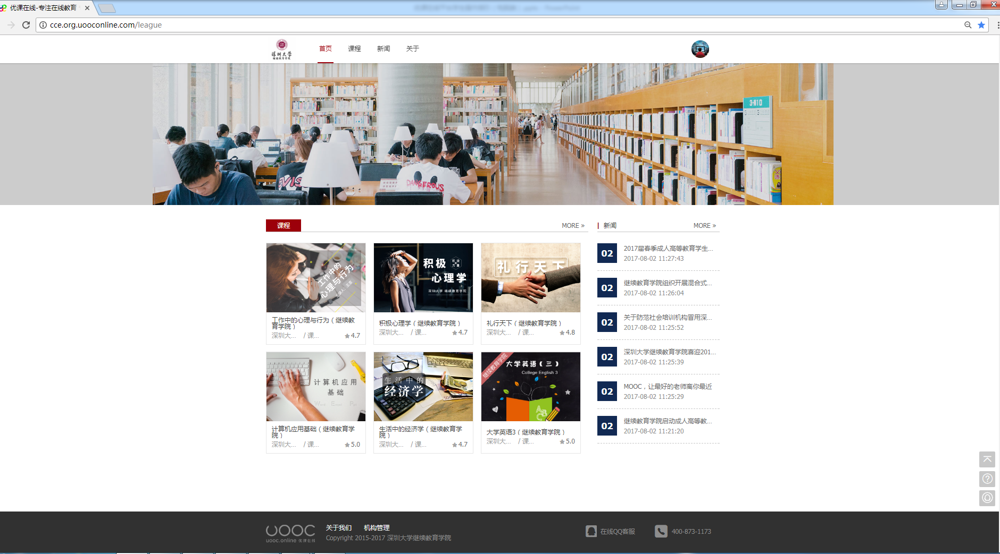 优课在线-专注在线教育
cce.org.uooconline.com/league
深圳大学
继续教育学院
首页
课程
新闻
关于
3-M10
EVIS
DANGEROUS
课程
MORE »
工作中的
心理与行为
积极
心理学
深圳大学 继续教育学院
礼行天下
工作中的心理与行为（继续教
育学院）
深圳大... / 课...
4.7
积极心理学（继续教育学院）
深圳大... / 课...
4.7
礼行天下（继续教育学院）
深圳大... / 课...
4.8
计算机应用
基础
生活中的
经济学
继续教育学院
大学英语（三）
College English 3
ABC
计算机应用基础（继续教育学
院）
深圳大... / 课...
5.0
生活中的经济学（继续教育学
院）
深圳大... / 课...
4.7
大学英语3（继续教育学院）
深圳大... / 课...
5.0
新闻
MORE »
02
2017届春季成人高等教育学生...
2017-08-02 11:27:43
02
继续教育学院组织开展混合式...
2017-08-02 11:26:04
02
关于防范社会培训机构冒用深...
2017-08-02 11:25:52
02
深圳大学继续教育学院喜迎201...
2017-08-02 11:25:39
02
MOOC，让最好的老师离你最近
2017-08-02 11:25:29
02
继续教育学院启动成人高等教...
2017-08-02 11:21:20
UOOC
uooc.online 优课在线
关于我们 机构管理
Copyright 2015-2017 深圳大学继续教育学院
在线QQ客服
400-873-1173